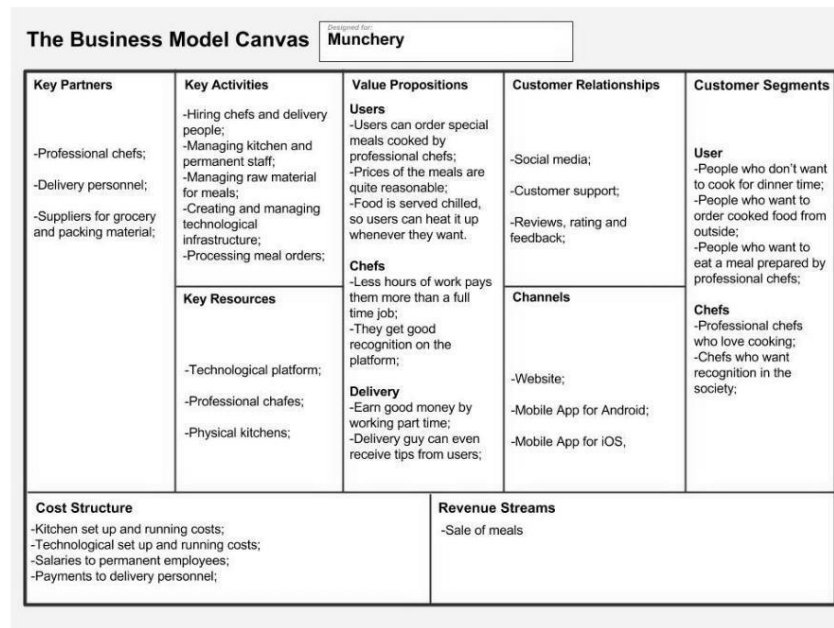 The Business Model Canvas
Designed for:
Munchery
Key Partners
-Professional chefs;
-Delivery personnel;
-Suppliers for grocery
and packing material;
Key Activities
-Hiring chefs and delivery
people;
-Managing kitchen and
permanent staff;
-Managing raw material
for meals;
-Creating and managing
technological
infrastructure;
-Processing meal orders;
Key Resources
-Technological platform;
-Professional chafes;
-Physical kitchens;
Value Propositions
Users
-Users can order special
meals cooked by
professional chefs;
-Prices of the meals are
quite reasonable;
-Food is served chilled,
so users can heat it up
whenever they want.
Chefs
-Less hours of work pays
them more than a full
time job;
-They get good
recognition on the
platform;
Delivery
-Earn good money by
working part time;
-Delivery guy can even
receive tips from users;
Customer Relationships
-Social media;
-Customer support;
-Reviews, rating and
feedback;
Channels
-Website;
-Mobile App for Android;
-Mobile App for iOS,
Customer Segments
User
-People who don't want
to cook for dinner time;
-People who want to
order cooked food from
outside;
-People who want to
eat a meal prepared by
professional chefs;
Chefs
-Professional chefs
who love cooking;
-Chefs who want
recognition in the
society;
Cost Structure
-Kitchen set up and running costs;
-Technological set up and running costs;
-Salaries to permanent employees;
-Payments to delivery personnel;
Revenue Streams
-Sale of meals